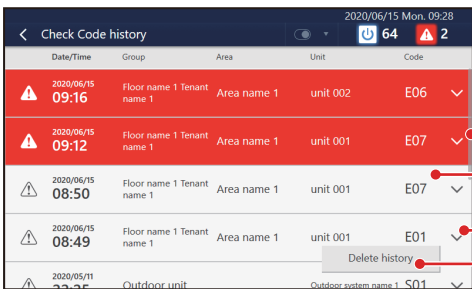 2020/06/15 Mon. 09:28
Check Code history 64 2
Date/Time Group Area Unit Code
2020/06/15
09:16 Floor name 1 Tenant name 1 Area name 1 unit 002 E06
2020/06/15
09:12 Floor name 1 Tenant name 1 Area name 1 unit 001 E07
2020/06/15
08:50 Floor name 1 Tenant name 1 Area name 1 unit 001 E07
2020/06/15
08:49 Floor name 1 Tenant name 1 Area name 1 unit 001 E01
Delete history
2020/05/11
Outdoor unit Outdoor system name 1 S01